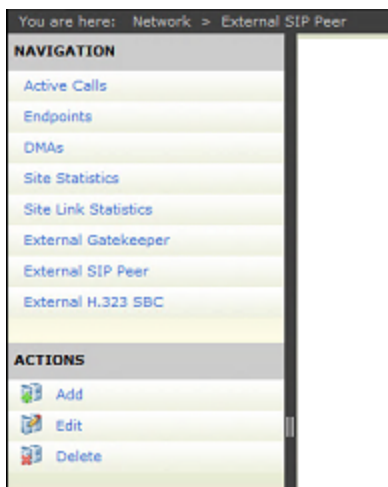 You are here: Network > External SIP Peer
NAVIGATION
Active Calls
Endpoints
DMAs
Site Statistics
Site Link Statistics
External Gatekeeper
External SIP Peer
External H.323 SBC
ACTIONS
Add
Edit
Delete